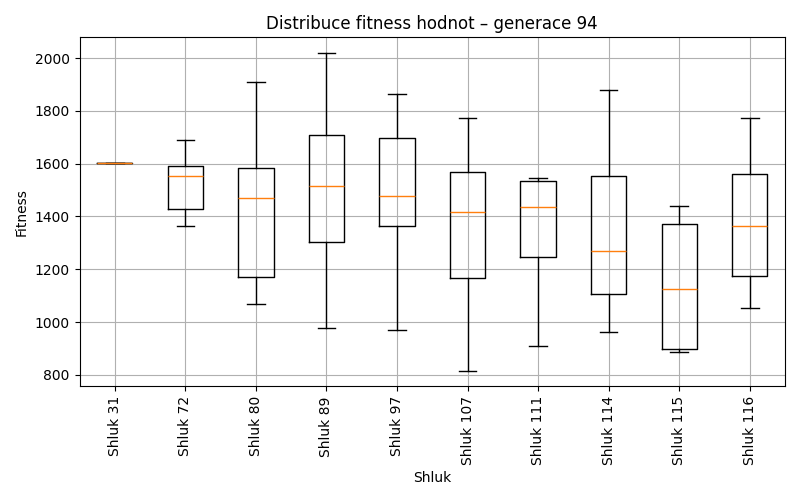 Distribuce fitness hodnot – generace 94
Fitness
2000
1800
1600
1400
1200
1000
800
Shluk 31
Shluk 72
Shluk 80
Shluk 89
Shluk 97
Shluk 107
Shluk 111
Shluk 114
Shluk 115
Shluk 116
Shluk